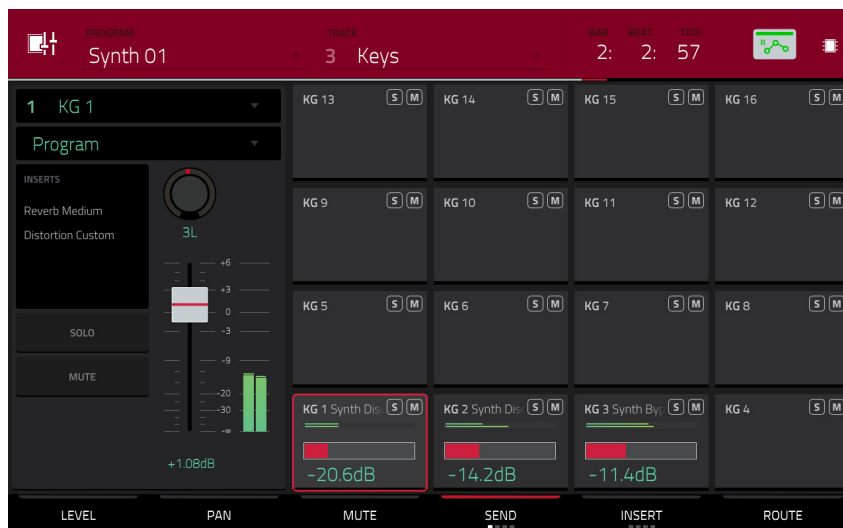 PROGRAM TRACK BAR BEAT TICK
Synth 01 3 Keys 2: 2: 57 R
1 KG 1
Program
INSERTS
Reverb Medium
Distortion Custom
3L
+6
+3
0
-3
-9
-20
-30
-∞
SOLO
MUTE
+1.08dB
KG 13 S M KG 14 S M KG 15 S M KG 16 S M
KG 9 S M KG 10 S M KG 11 S M KG 12 S M
KG 5 S M KG 6 S M KG 7 S M KG 8 S M
KG 1 Synth Dis S M KG 2 Synth Dis S M KG 3 Synth Byp S M KG 4 S M
-20.6dB -14.2dB -11.4dB
LEVEL PAN MUTE SEND INSERT ROUTE